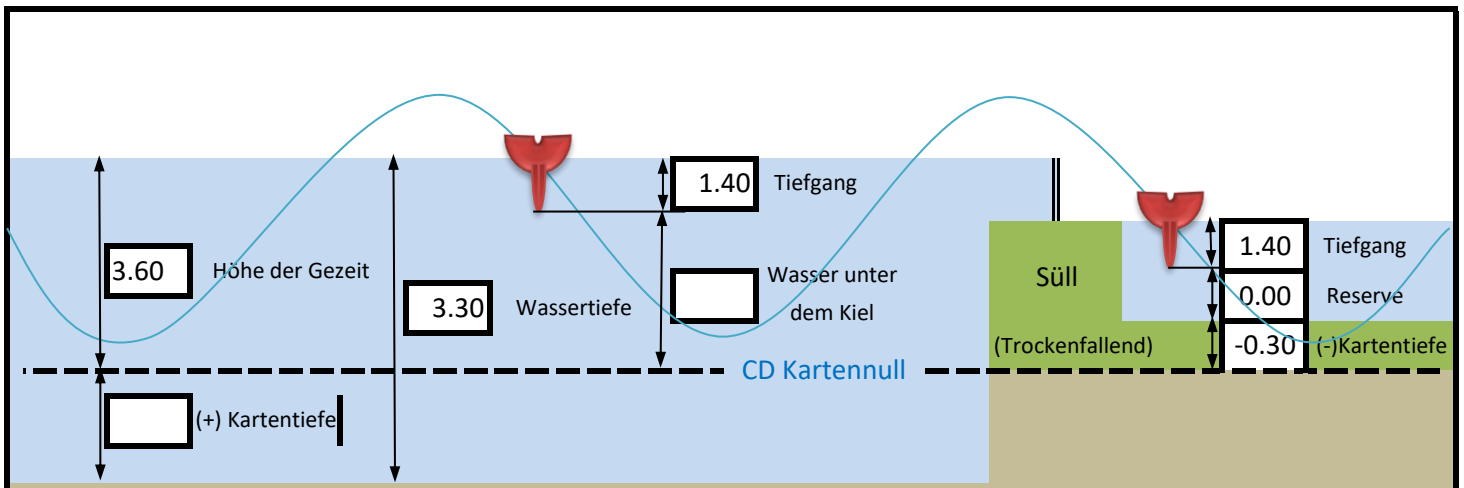 1.40 Tiefgang
3.60 Höhe der Gezeit
3.30 Wassertiefe
Wasser unter
dem Kiel
Süll
1.40 Tiefgang
0.00 Reserve
(Trockenfallend)
-0.30 (-)Kartentiefe
CD Kartennull
(+) Kartentiefe